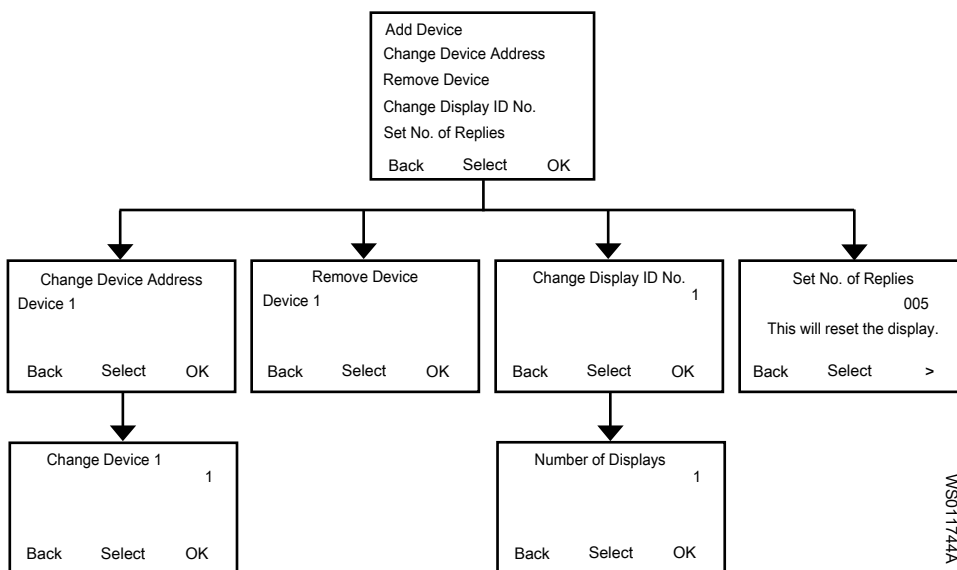 Add Device
Change Device Address
Remove Device
Change Display ID No.
Set No. of Replies
Back Select OK
Change Device Address
Device 1
Back Select OK
Remove Device
Device 1
Back Select OK
Change Display ID No.
1
Back Select OK
Set No. of Replies
005
This will reset the display.
Back Select >
Change Device 1
1
Back Select OK
Number of Displays
1
Back Select OK
WS011744A